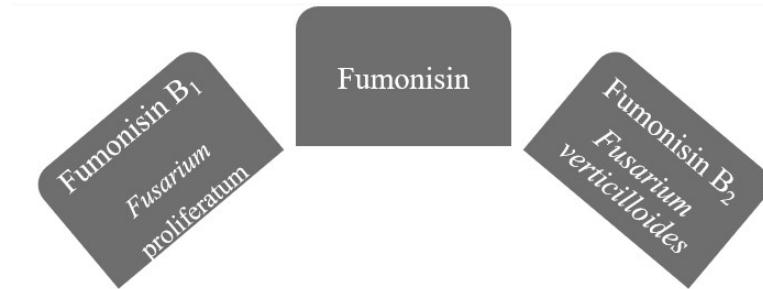 Fumonisin
Fumonisin B₁
Fusarium
proliferatum
Fumonisin B₂
Fusarium
verticilloides